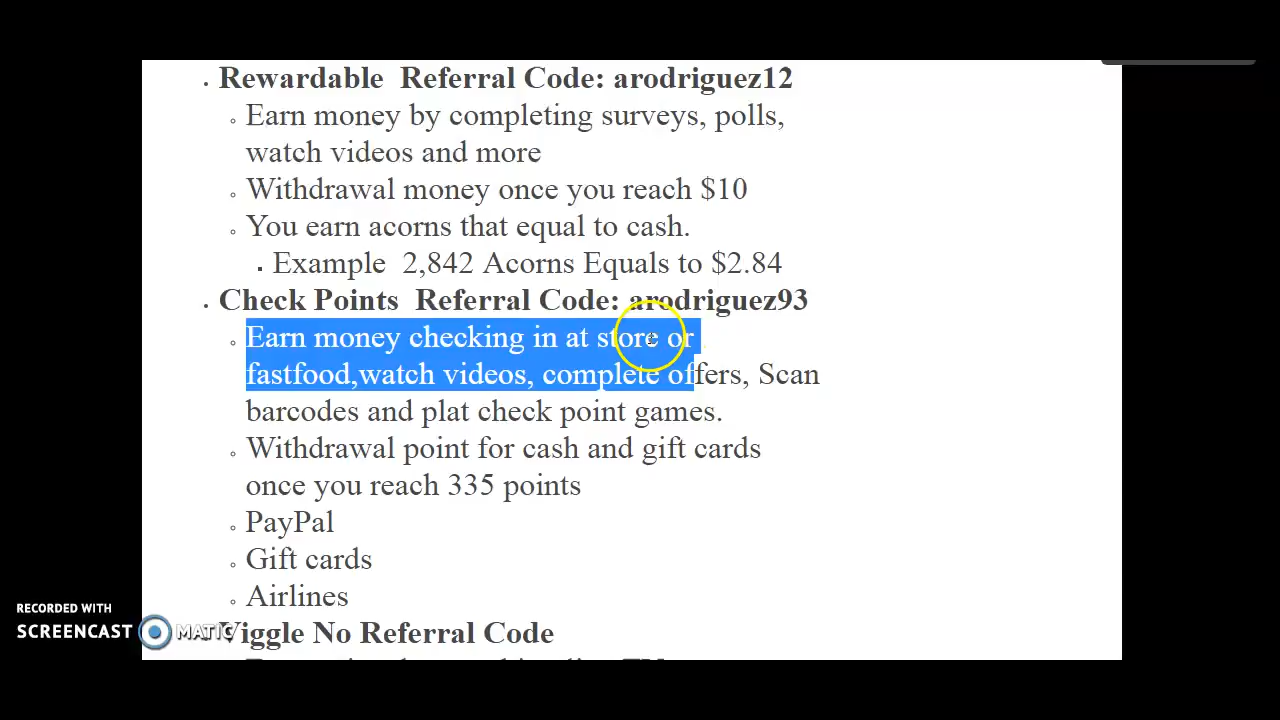 Rewardable  Referral Code: arodriguez12
Earn money by completing surveys, polls,
watch videos and more
Withdrawal money once you reach $10
You earn acorns that equal to cash.
Example  2,842 Acorns Equals to $2.84
Check Points  Referral Code: arodriguez93
Earn money checking in at store or
fastfood,watch videos, complete offers, Scan
barcodes and plat check point games.
Withdrawal point for cash and gift cards
once you reach 335 points
PayPal
Gift cards
Airlines
Viggle No Referral Code
RECORDED WITH
SCREENCAST MATIC